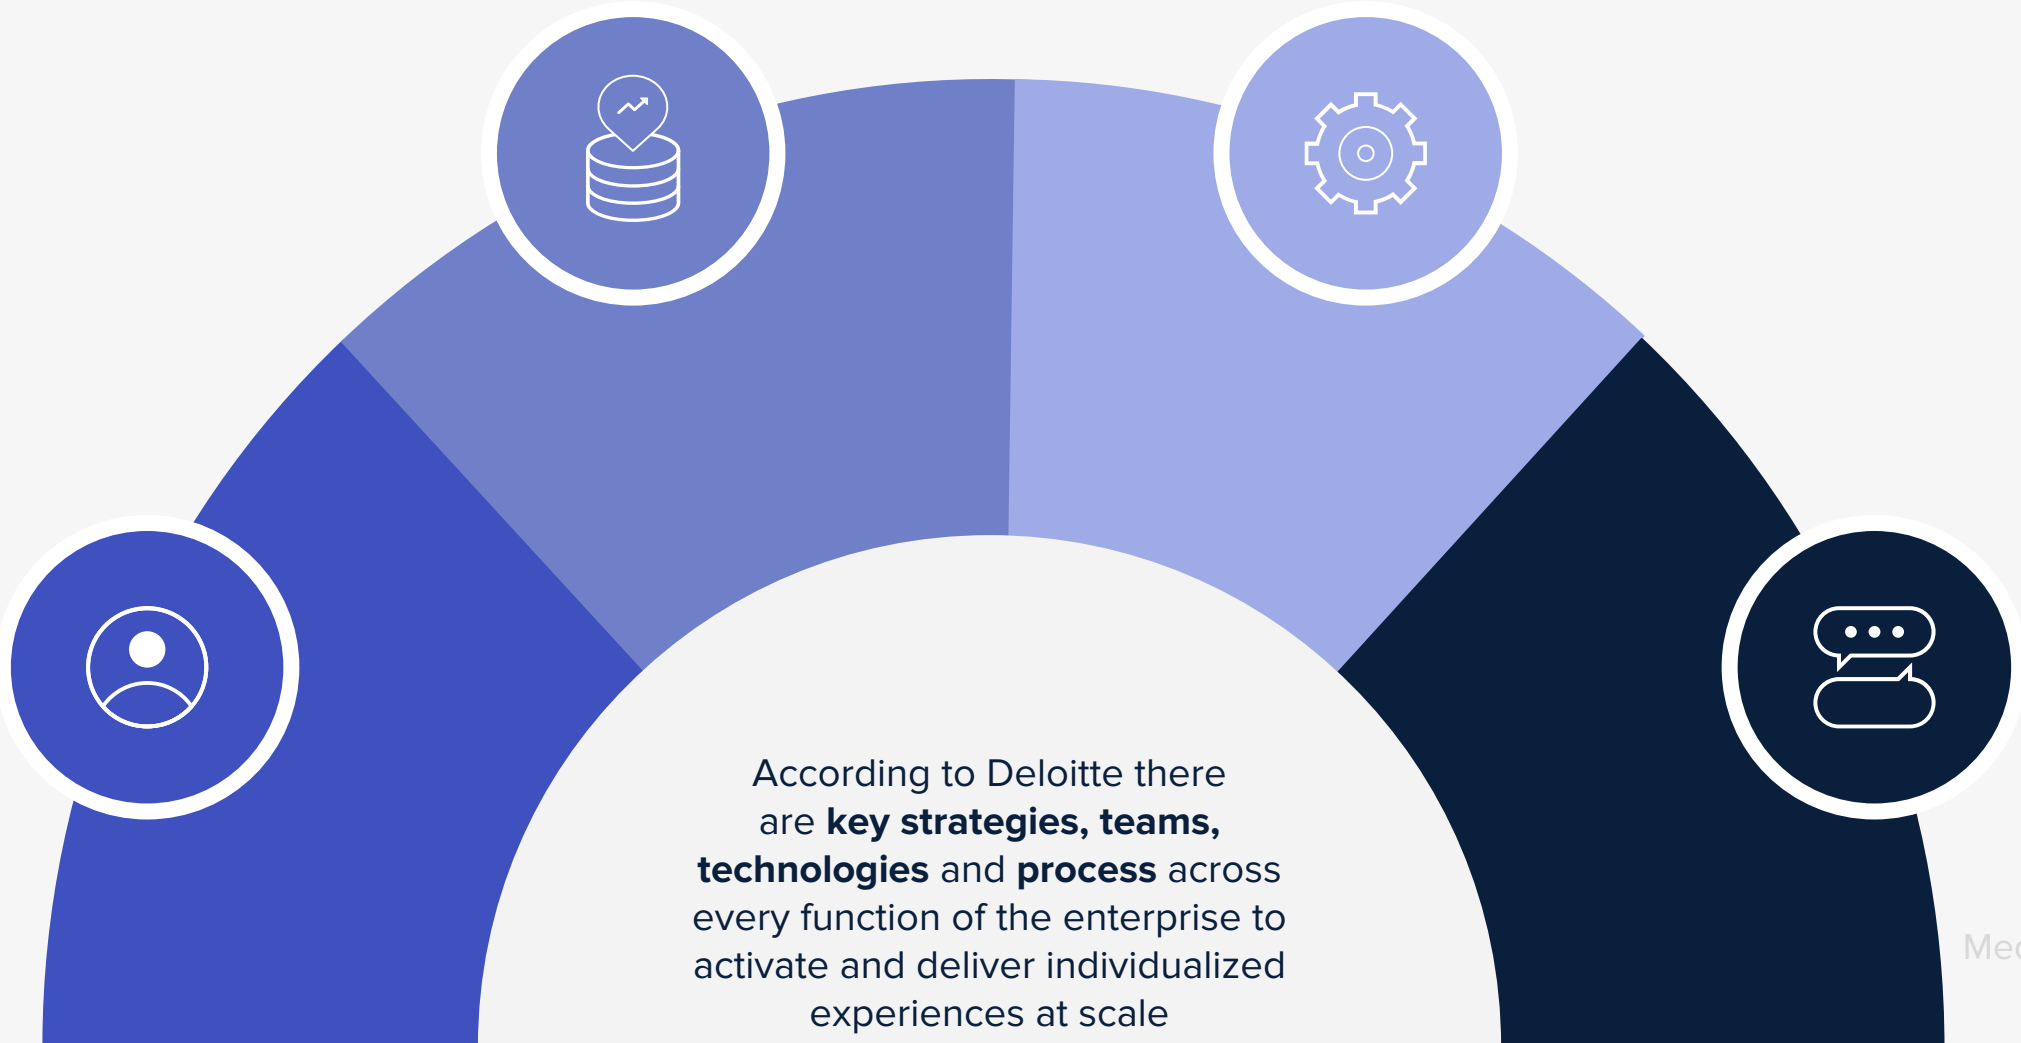 According to Deloitte there
are key strategies, teams,
technologies and process across
every function of the enterprise to
activate and deliver individualized
experiences at scale